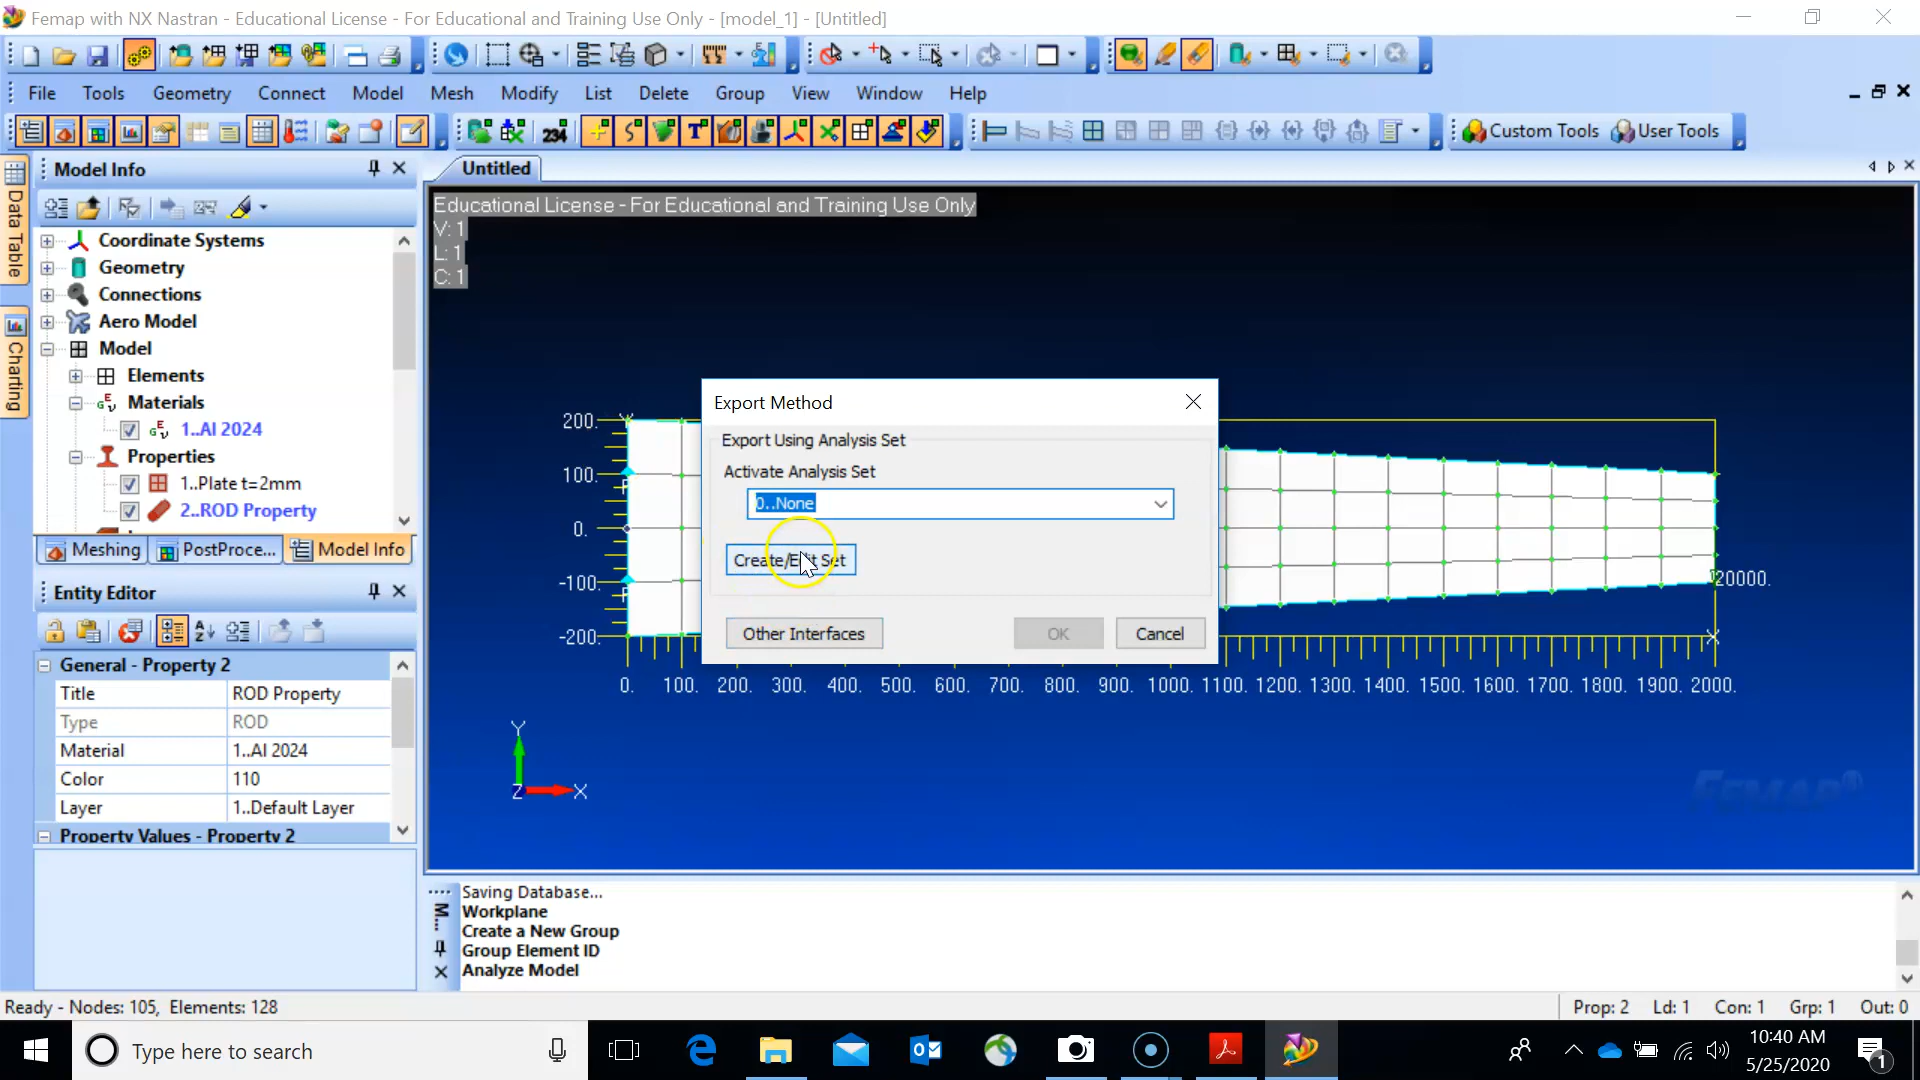 Femap with NX Nastran - Educational License - For Educational and Training Use Only - [model_1] - [Untitled]
File Tools Geometry Connect Model Mesh Modify List Delete Group View Window Help
234 T Custom Tools User Tools
Data Table
Charting
Model Info
Coordinate Systems
Geometry
Connections
Aero Model
Model
Elements
Materials
1..Al 2024
Properties
1..Plate t=2mm
2..ROD Property
Meshing PostProce... Model Info
Entity Editor
General - Property 2
Title ROD Property
Type ROD
Material 1..Al 2024
Color 110
Layer 1..Default Layer
Property Values - Property 2
Untitled
Educational License - For Educational and Training Use Only
V: 1
L: 1
C: 1
200.
100.
0.
-100.
-200.
20000.
0. 100. 200. 300. 400. 500. 600. 700. 800. 900. 1000. 1100. 1200. 1300. 1400. 1500. 1600. 1700. 1800. 1900. 2000.
Y
Z X
FEMAP
Export Method
Export Using Analysis Set
Activate Analysis Set
0..None
Create/Edit Set
Other Interfaces OK Cancel
Saving Database...
Workplane
Create a New Group
Group Element ID
Analyze Model
Ready - Nodes: 105, Elements: 128 Prop: 2 Ld: 1 Con: 1 Grp: 1 Out: 0
Type here to search
10:40 AM
5/25/2020
1